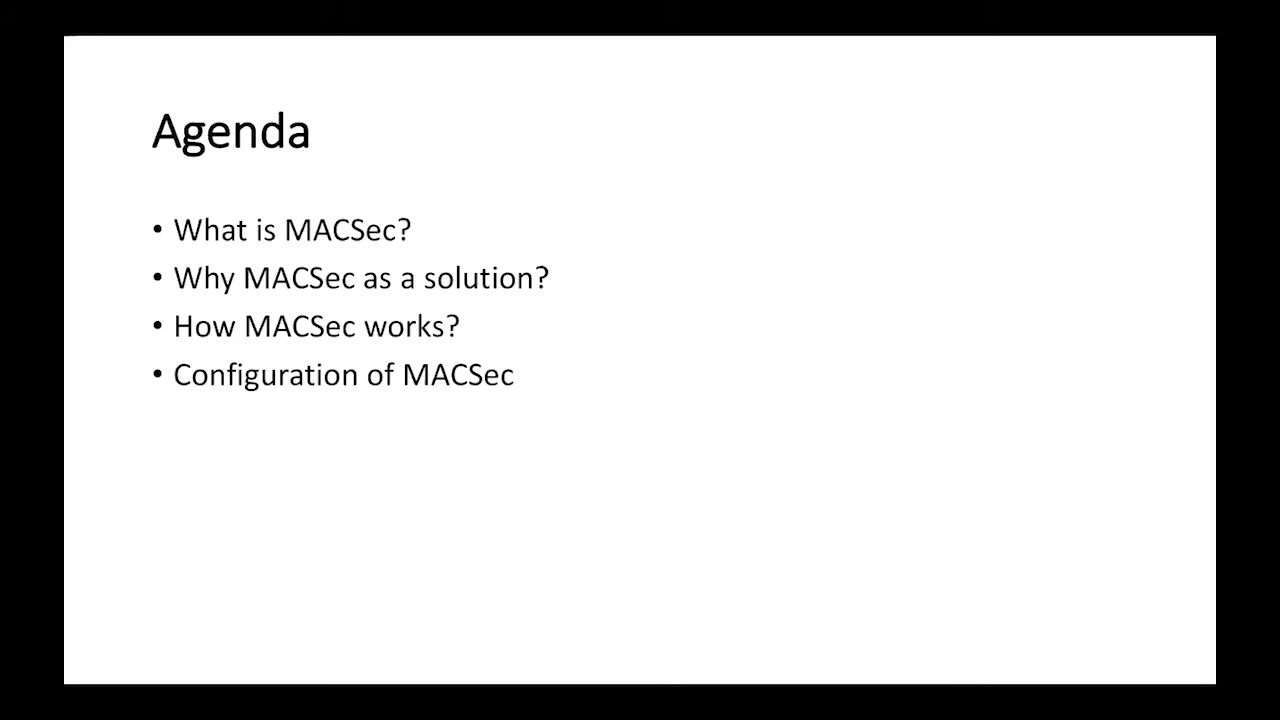 Agenda
• What is MACSec?
• Why MACSec as a solution?
• How MACSec works?
• Configuration of MACSec